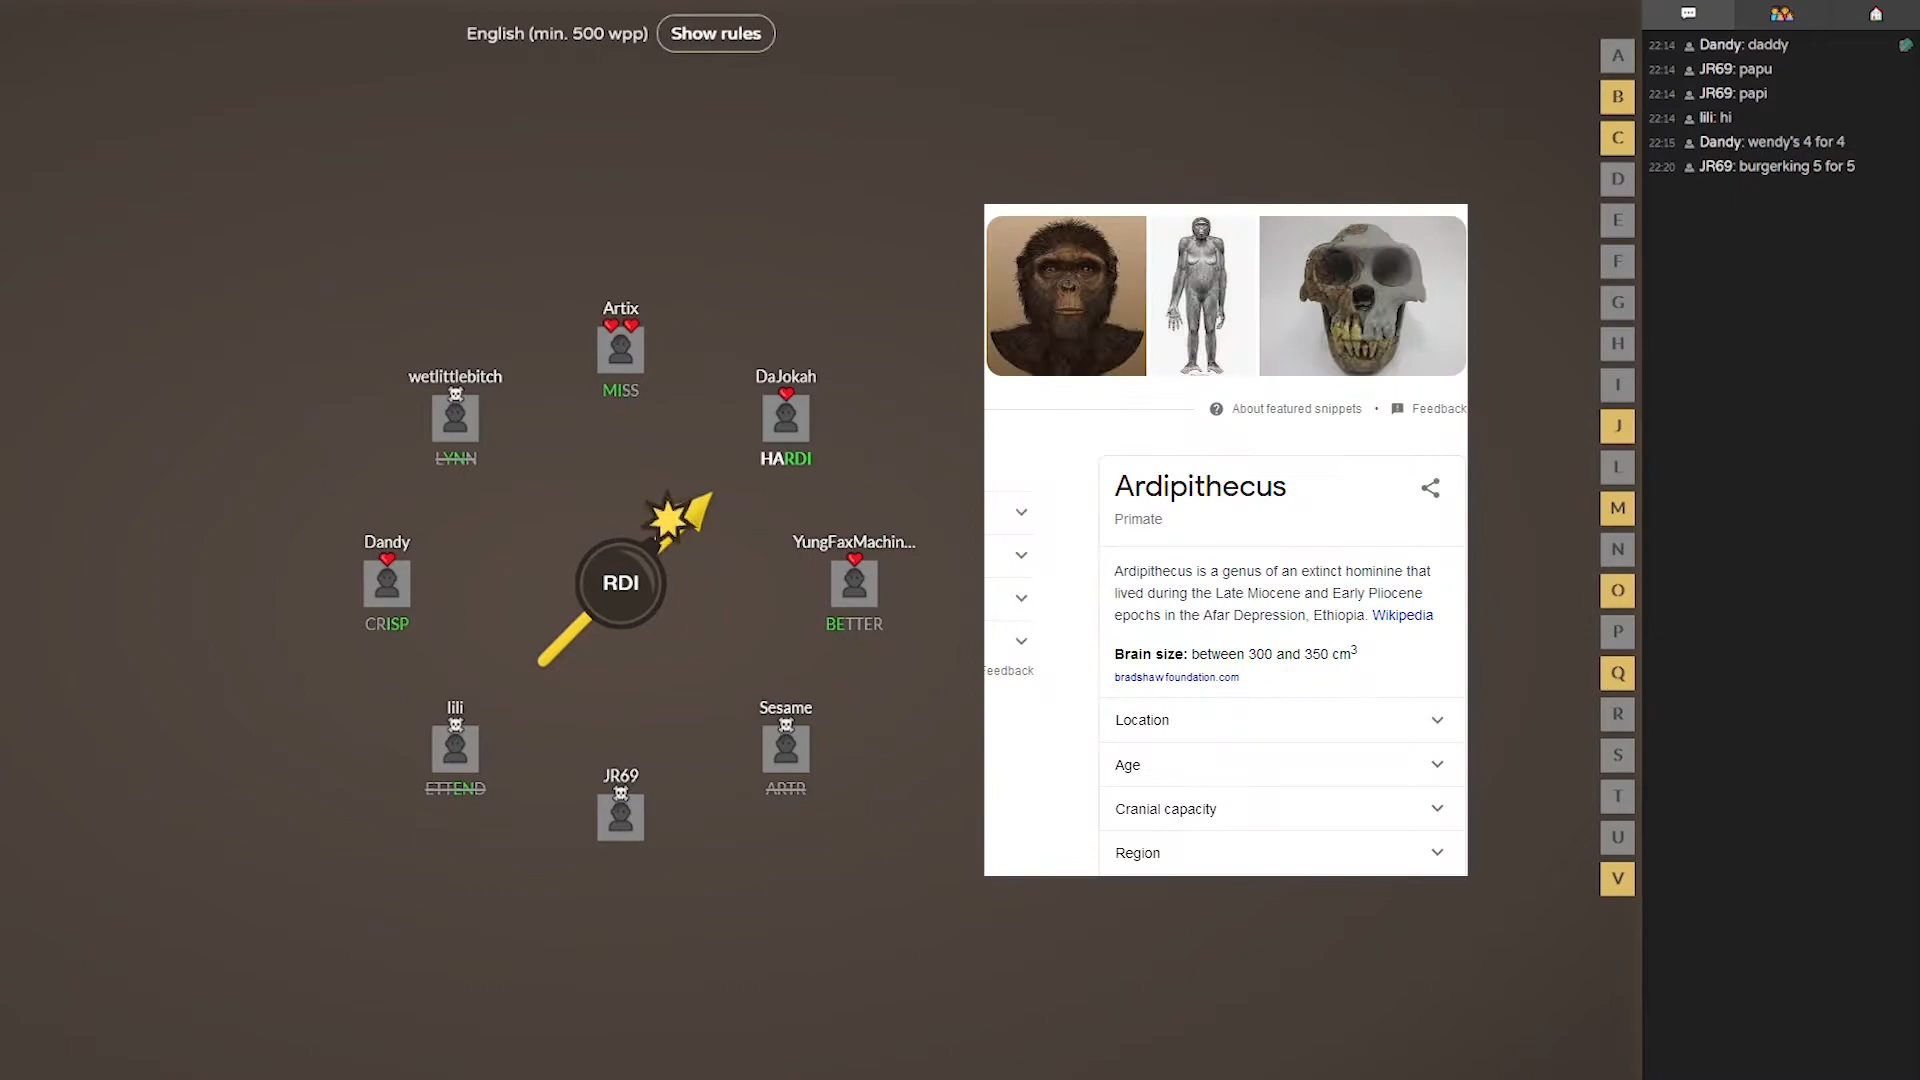 English (min. 500 wpp) Show rules
Artix
MISS
wetlittlebitch
LYNN
DaJokah
HARDI
Dandy
CRISP
RDI
YungFaxMachin...
BETTER
lili
ETTEND
Sesame
ARTR
JR69
About featured snippets • Feedback
Feedback
Ardipithecus
Primate
Ardipithecus is a genus of an extinct hominine that
lived during the Late Miocene and Early Pliocene
epochs in the Afar Depression, Ethiopia. Wikipedia
Brain size: between 300 and 350 cm3
bradshawfoundation.com
Location
Age
Cranial capacity
Region
A
B
C
D
E
F
G
H
I
J
L
M
N
O
P
Q
R
S
T
U
V
22:14 Dandy: daddy
22:14 JR69: papu
22:14 JR69: papi
22:14 lili: hi
22:15 Dandy: wendy's 4 for 4
22:20 JR69: burgerking 5 for 5